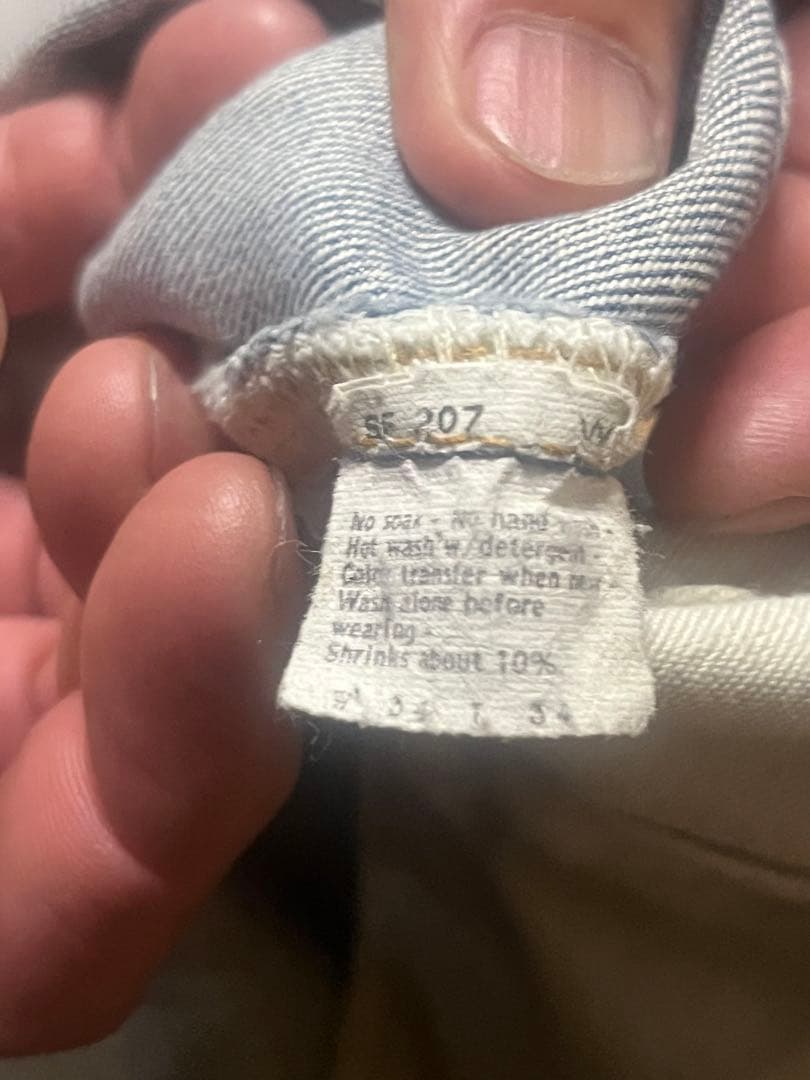 SF 207 W
No soak - No hand
Hot wash w/detergent -
Color transfer when new -
Wash alone before
wearing -
Shrinks about 10%
W 34 L 34